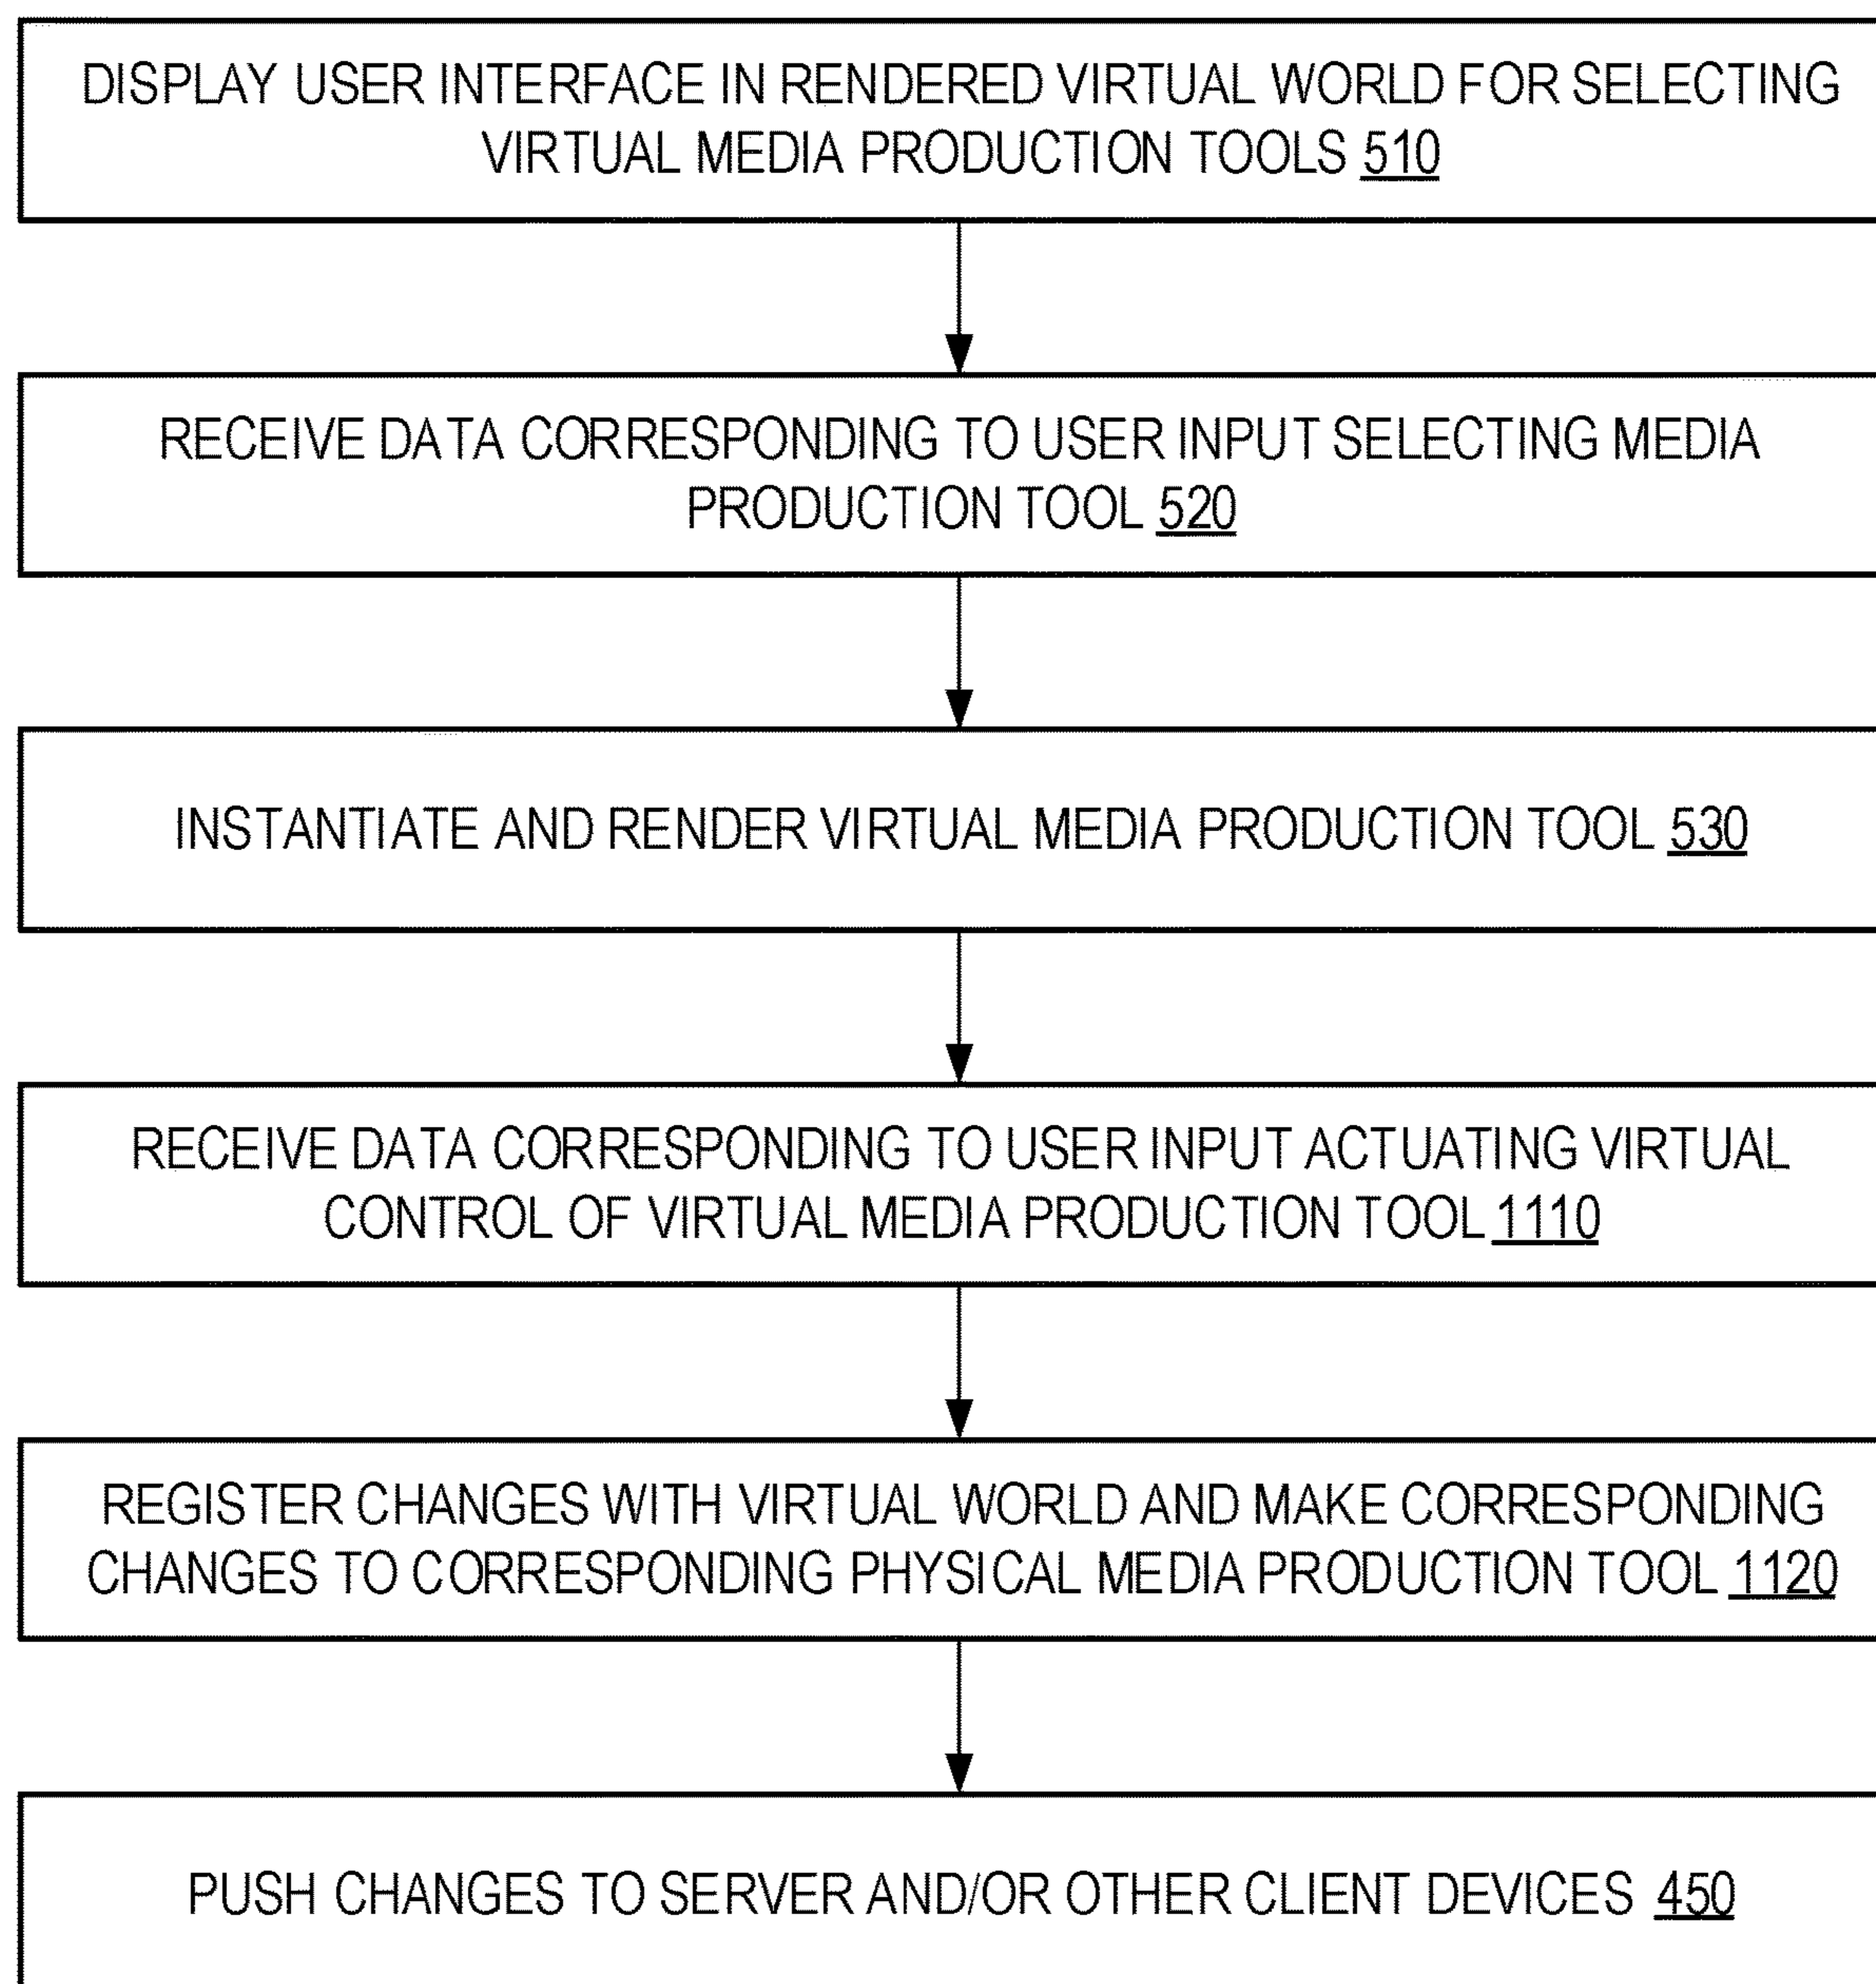 DISPLAY USER INTERFACE IN RENDERED VIRTUAL WORLD FOR SELECTING
VIRTUAL MEDIA PRODUCTION TOOLS 510
RECEIVE DATA CORRESPONDING TO USER INPUT SELECTING MEDIA
PRODUCTION TOOL 520
INSTANTIATE AND RENDER VIRTUAL MEDIA PRODUCTION TOOL 530
RECEIVE DATA CORRESPONDING TO USER INPUT ACTUATING VIRTUAL
CONTROL OF VIRTUAL MEDIA PRODUCTION TOOL 1110
REGISTER CHANGES WITH VIRTUAL WORLD AND MAKE CORRESPONDING
CHANGES TO CORRESPONDING PHYSICAL MEDIA PRODUCTION TOOL 1120
PUSH CHANGES TO SERVER AND/OR OTHER CLIENT DEVICES 450